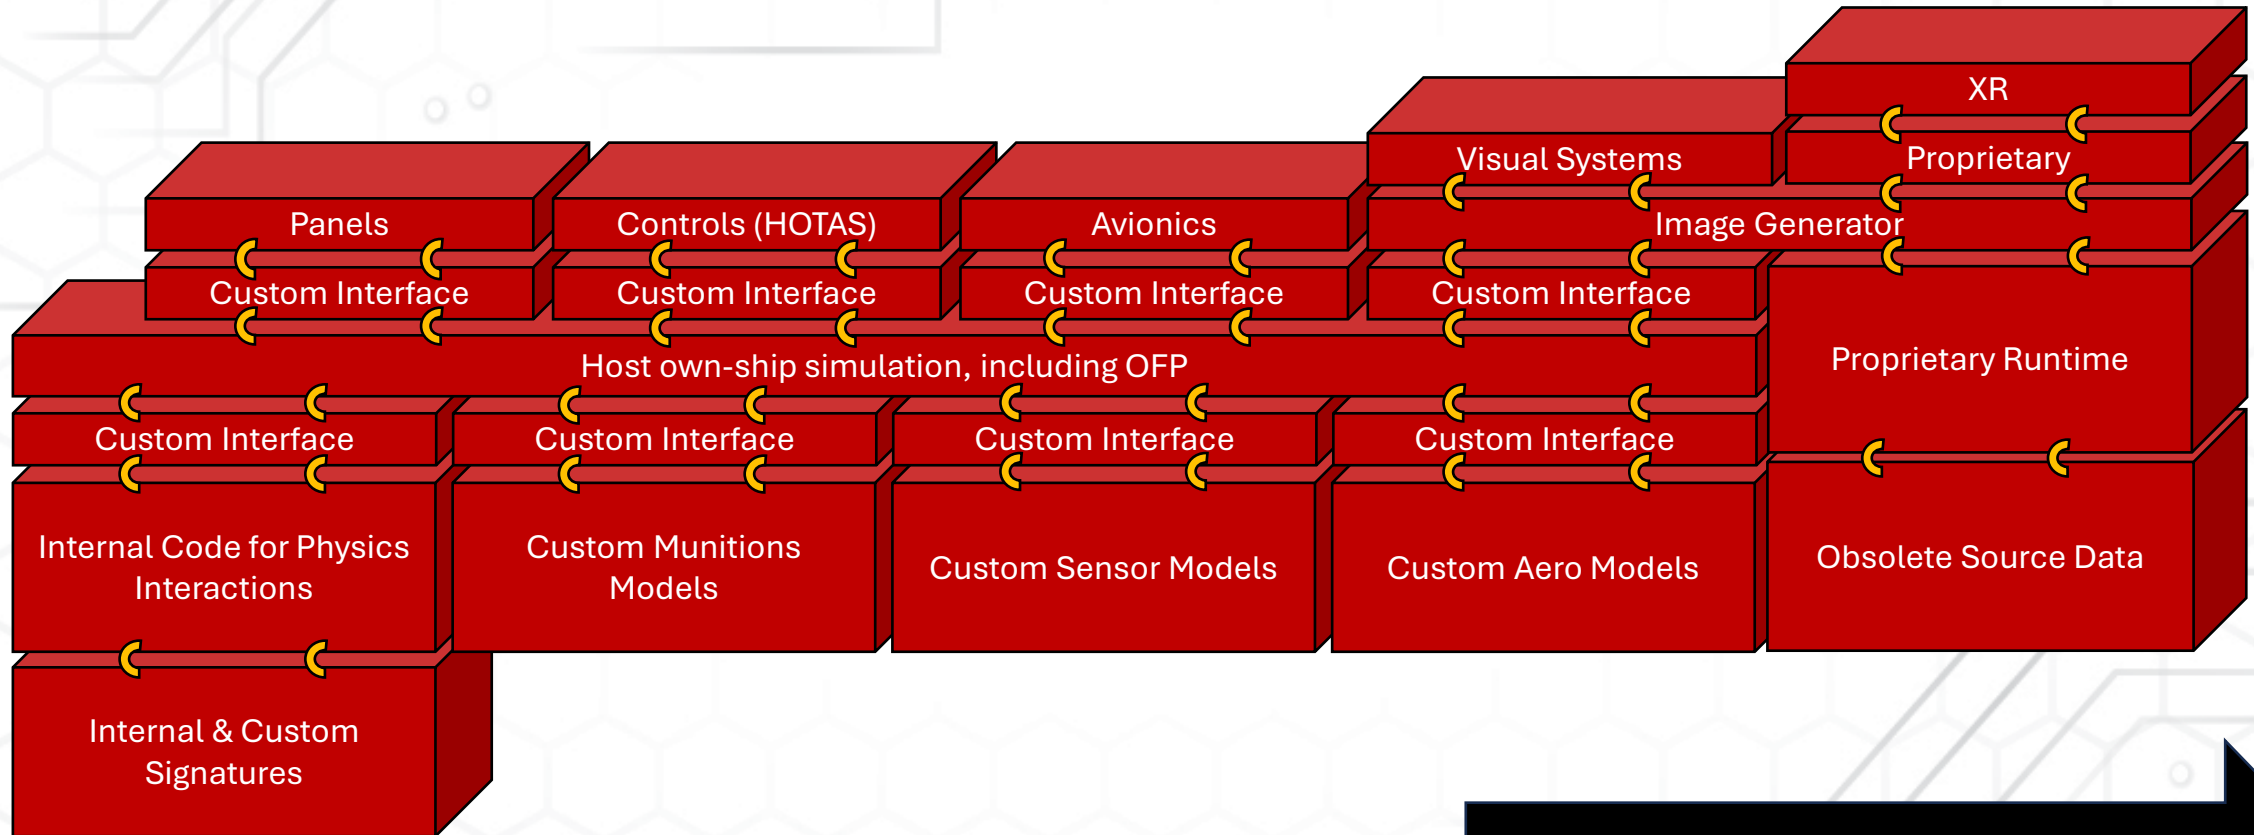 XR
Visual Systems
Proprietary
Panels
Controls (HOTAS)
Avionics
Image Generator
Custom Interface
Custom Interface
Custom Interface
Custom Interface
Host own-ship simulation, including OFP
Proprietary Runtime
Custom Interface
Custom Interface
Custom Interface
Custom Interface
Internal Code for Physics
Interactions
Custom Munitions
Models
Custom Sensor Models
Custom Aero Models
Obsolete Source Data
Internal & Custom
Signatures